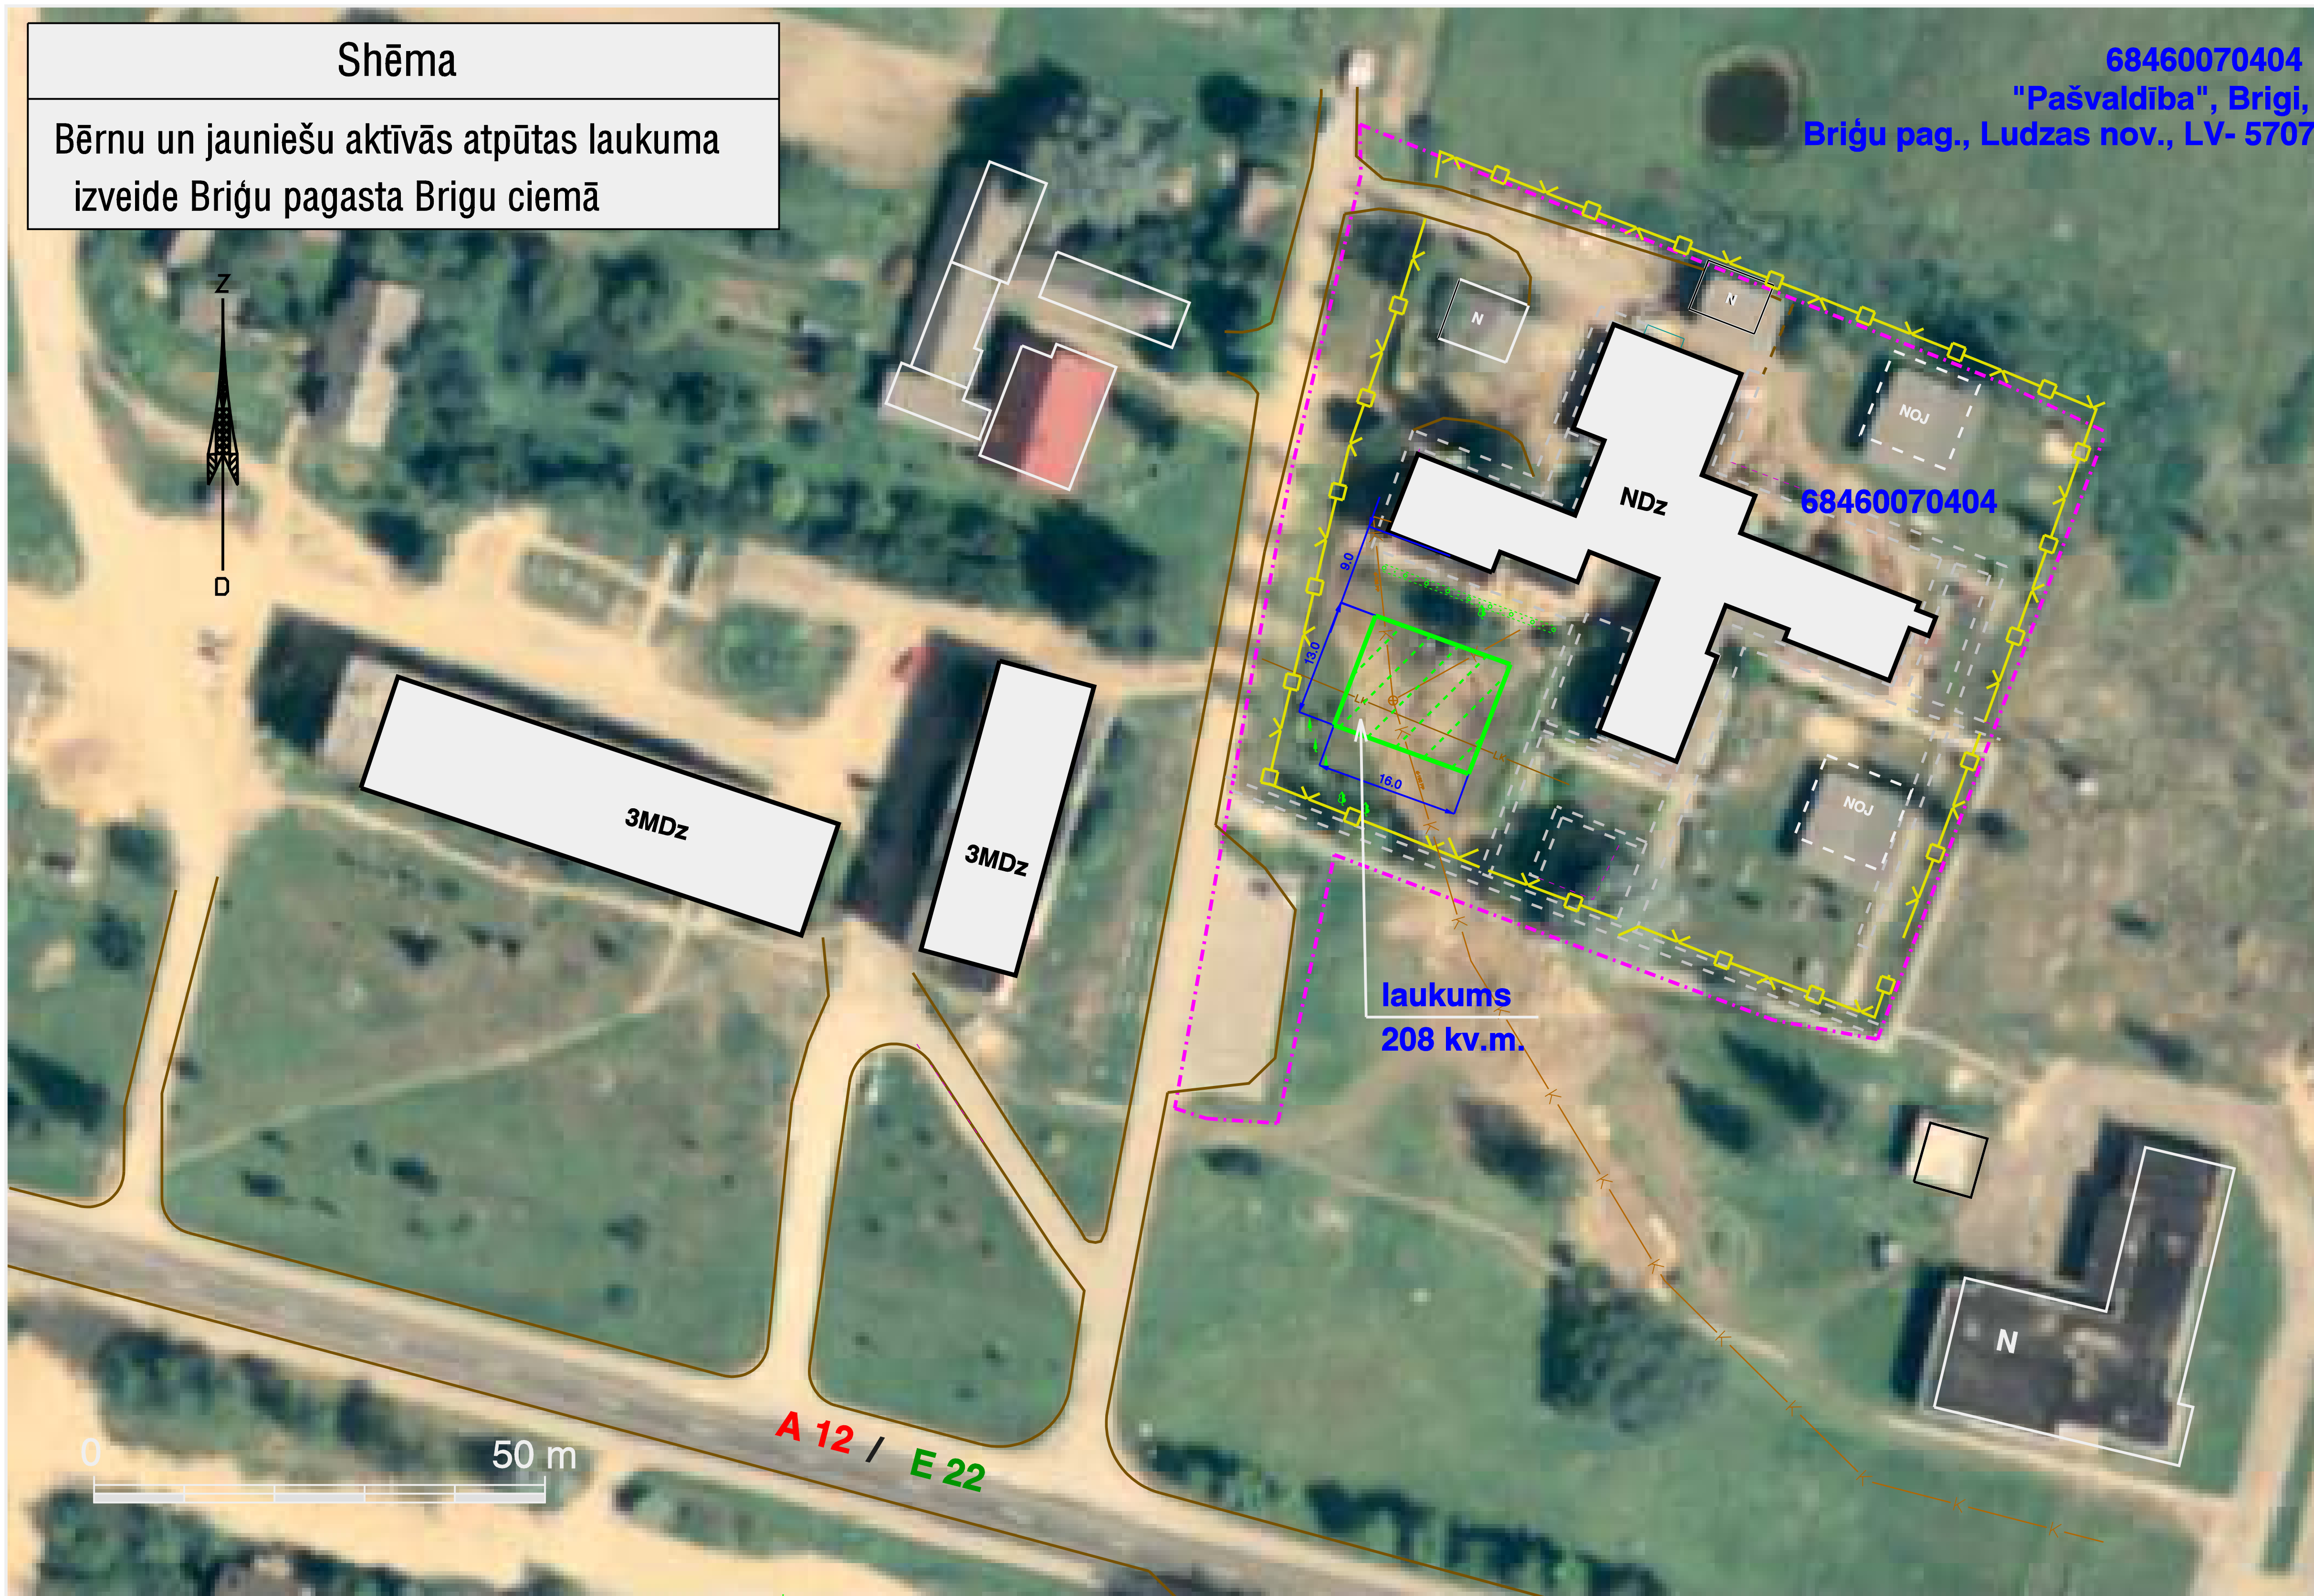 Shēma
Bērnu un jauniešu aktīvās atpūtas laukuma
izveide Briģu pagasta Brigu ciemā
68460070404
"Pašvaldība", Brigi,
Briģu pag., Ludzas nov., LV- 5707
Z
D
N
N
NOJ
NDz
68460070404
9.0
13.0
LK
LK
16.0
NOJ
3MDz
3MDz
laukums
208 kv.m.
K
K
K
K
K
K
K
K
K
K
K
N
A 12 / E 22
0
50 m